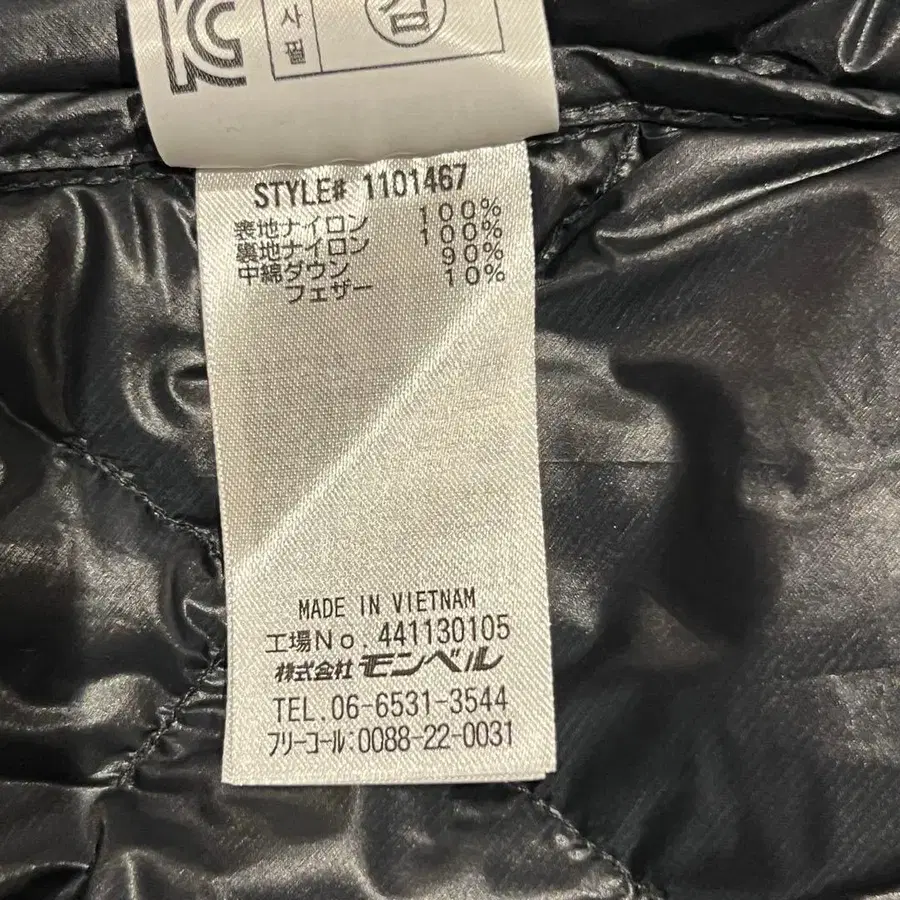 KC
사
필
검
STYLE# 1101467
表地ナイロン 100%
裏地ナイロン 100%
中綿ダウン 90%
フェザー 10%
MADE IN VIETNAM
工場No. 441130105
株式会社 モンベル
TEL.06-6531-3544
フリーコール:0088-22-0031